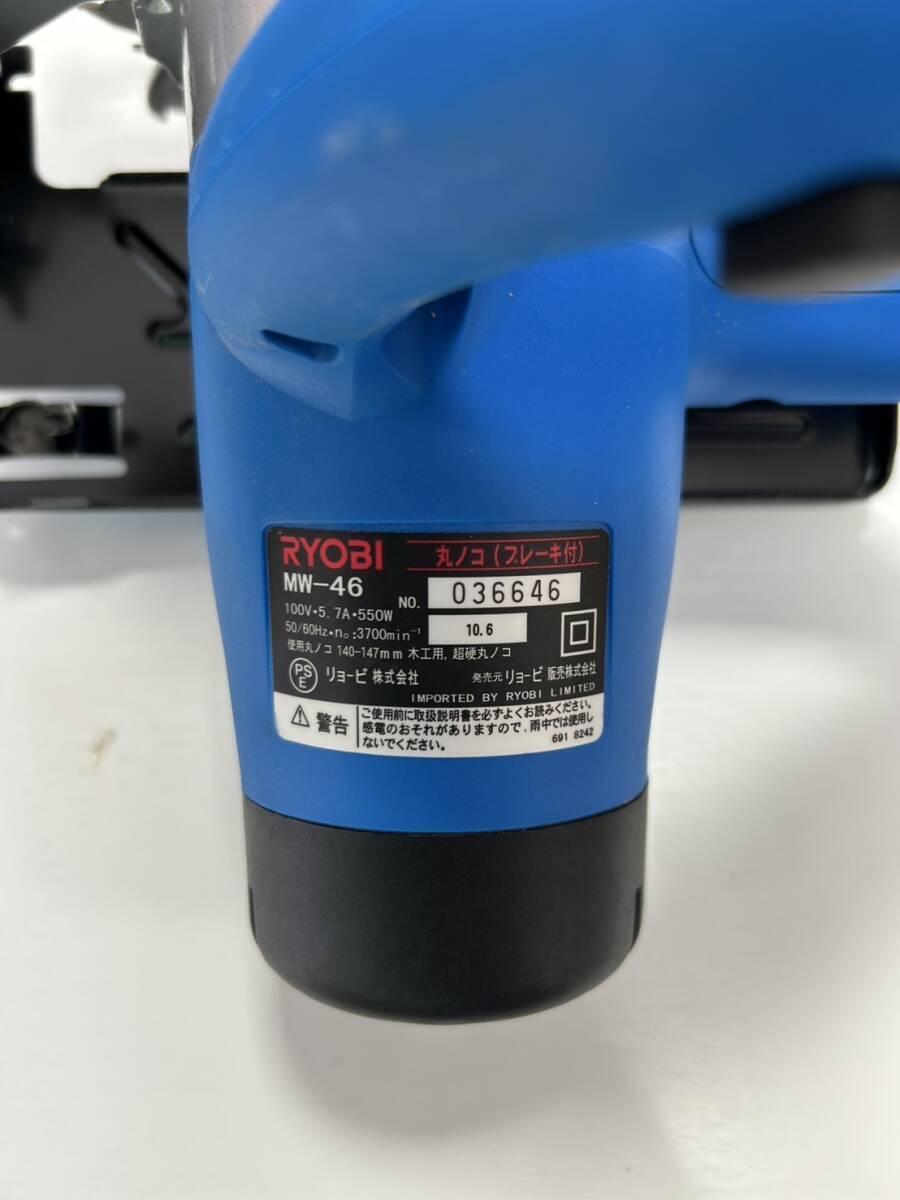 RYOBI 丸ノコ(ブレーキ付)
MW-46
NO. 036646
100V・5.7A・550W
50/60Hz・n₀:3700min⁻¹
10.6
使用丸ノコ 140-147mm 木工用, 超硬丸ノコ
PSE リョービ 株式会社 発売元 リョービ 販売株式会社
IMPORTED BY RYOBI LIMITED
警告
ご使用前に取扱説明書を必ずよくお読みください。
感電のおそれがありますので、雨中では使用し
ないでください。
691 8242